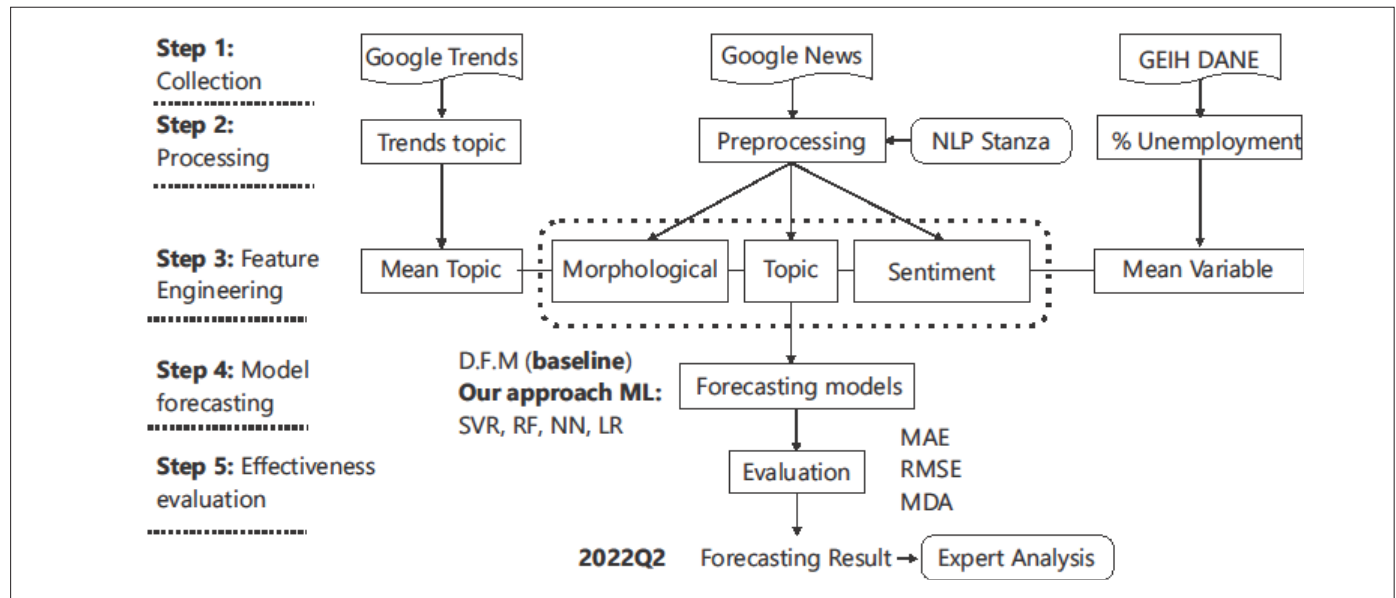 Step 1:
Collection
Google Trends
Google News
GEIH DANE
Step 2:
Processing
Trends topic
Preprocessing
NLP Stanza
% Unemployment
Step 3: Feature
Engineering
Mean Topic
Morphological
Topic
Sentiment
Mean Variable
Step 4: Model
forecasting
D.F.M (baseline)
Our approach ML:
SVR, RF, NN, LR
Forecasting models
Step 5: Effectiveness
evaluation
Evaluation
MAE
RMSE
MDA
2022Q2 Forecasting Result
Expert Analysis